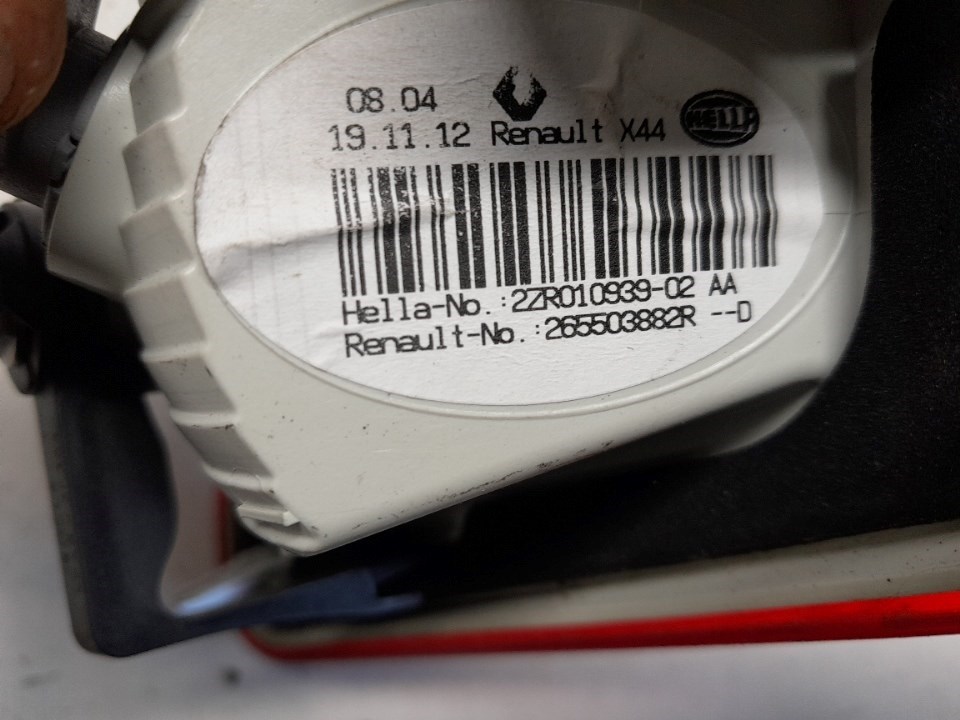 08.04
19.11.12 Renault X44 HELLA
Hella-No.:2ZR010939-02 AA
Renault-No.:265503882R --D